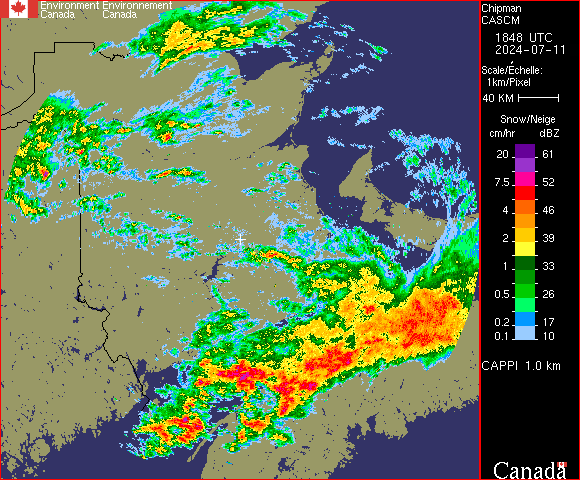 Environment Environnement
Canada Canada
Chipman
CASCM
1848 UTC
2024-07-11
Scale/Échelle:
1km/Pixel
40 KM
Snow/Neige
cm/hr dBZ
20 61
7.5 52
4 46
2 39
1 33
0.5 26
0.2 17
0.1 10
CAPPI 1.0 km
Canada